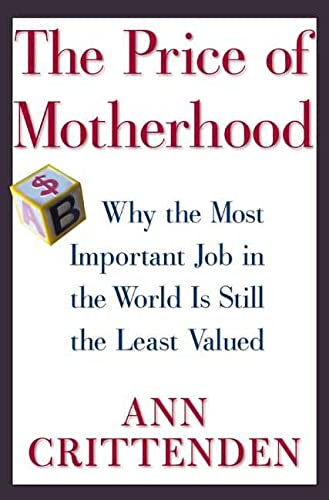 The Price of
Motherhood
$
A B
Why the Most
Important Job in
the World Is Still
the Least Valued
ANN
CRITTENDEN